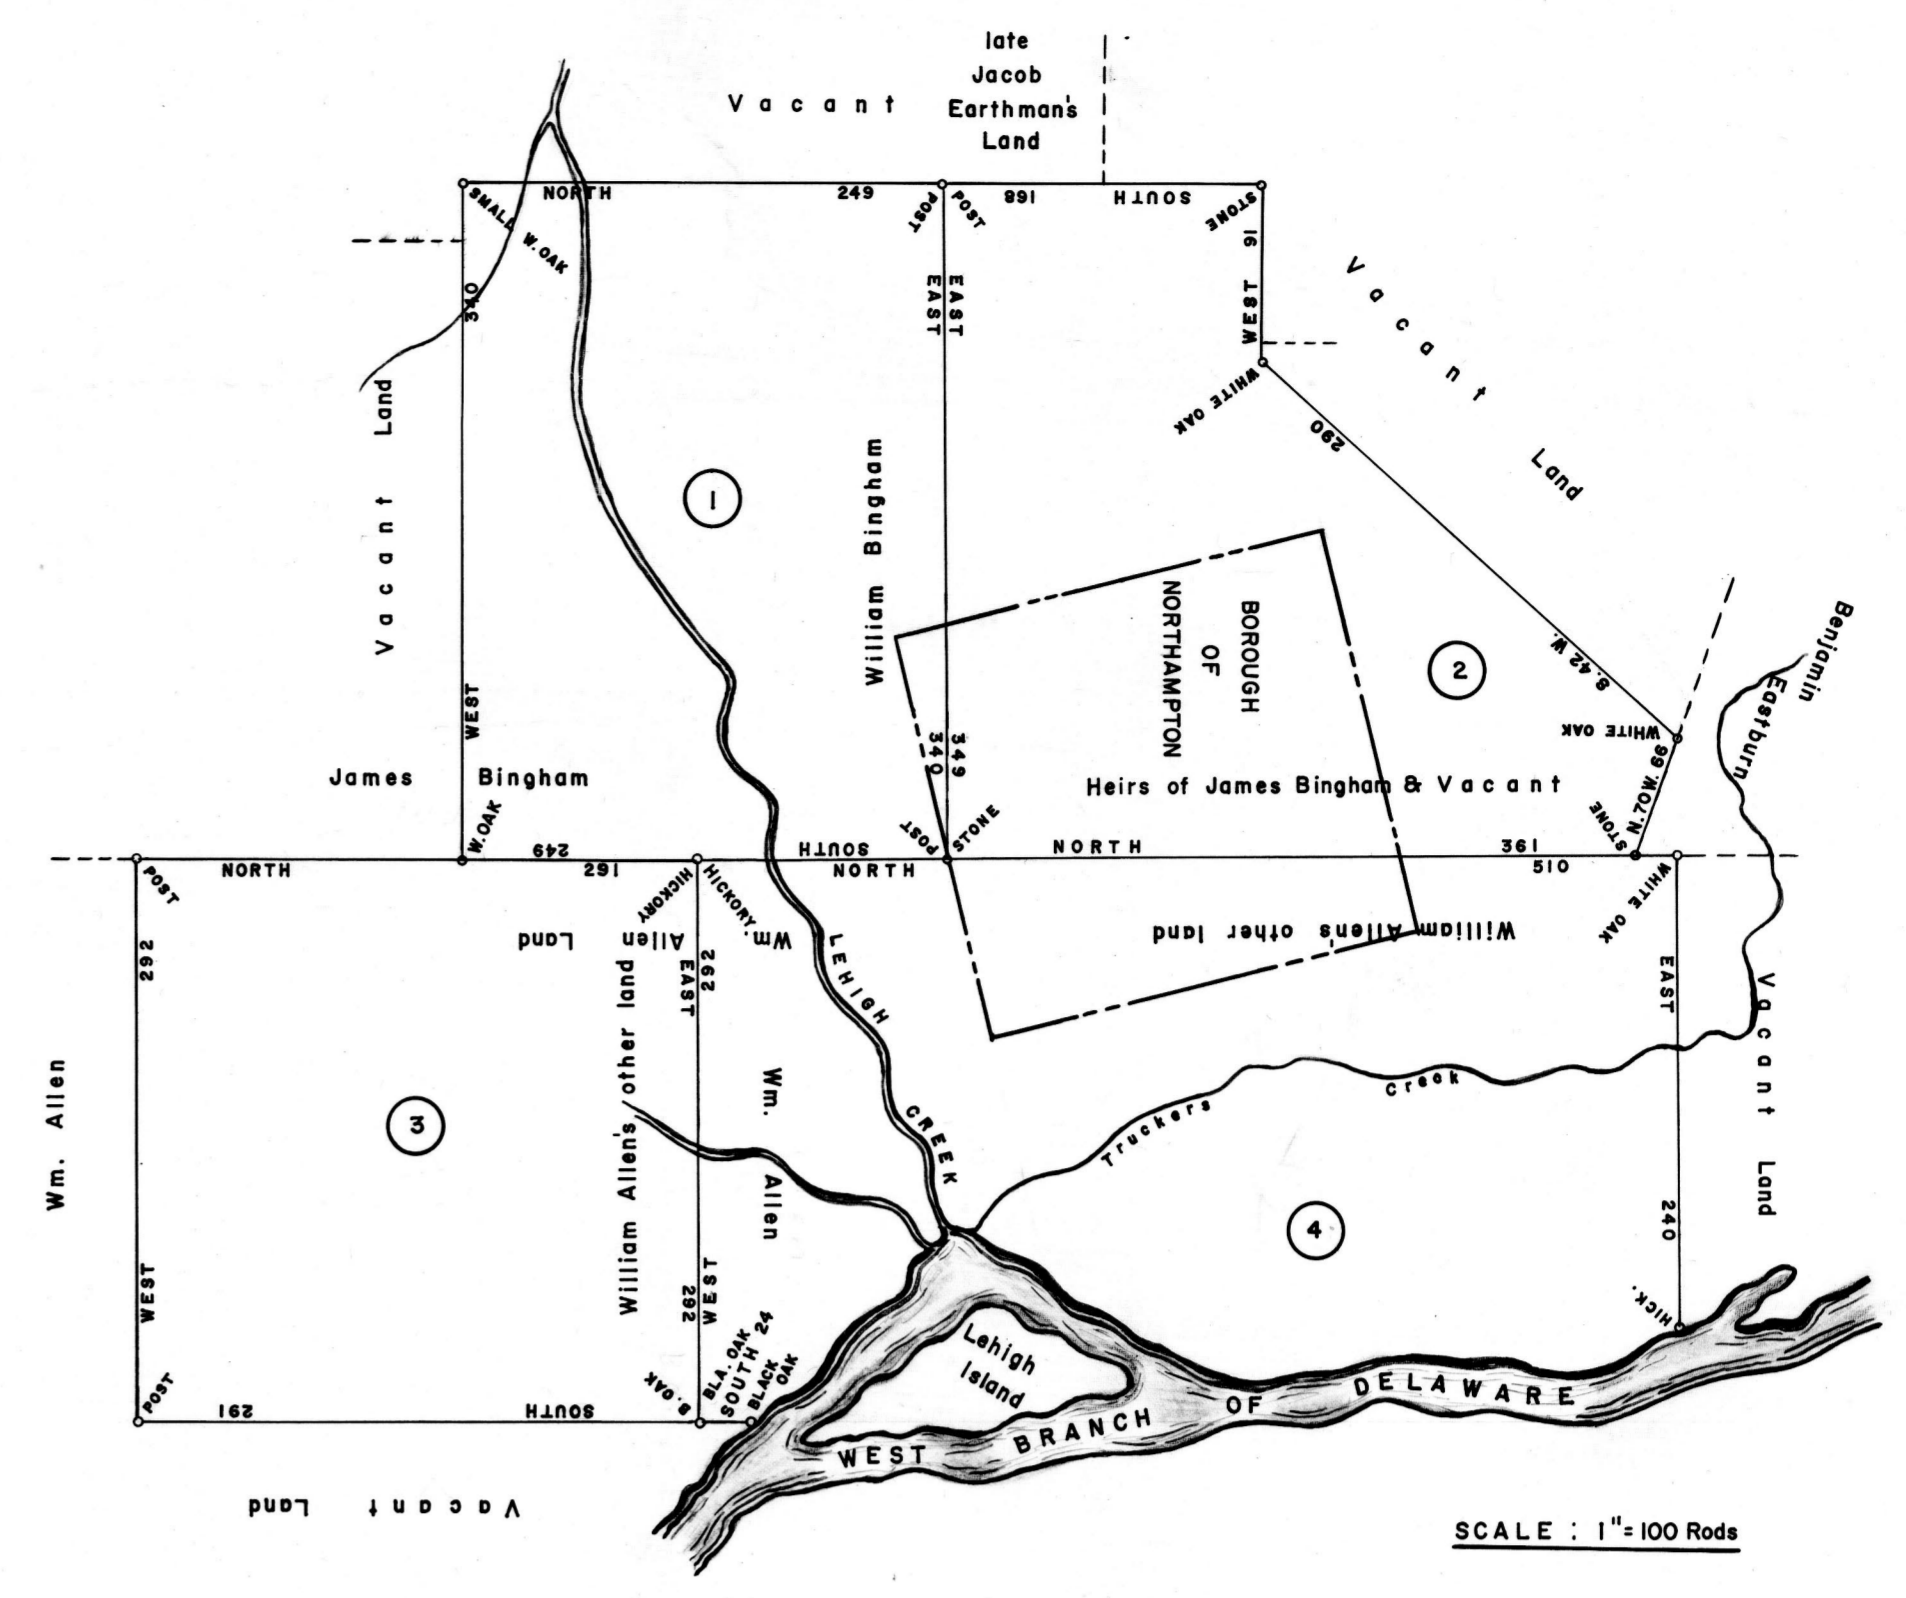 late
Jacob
Earthman's
Land
Vacant
NORTH
249
168
SOUTH
SMALL W. OAK
POST
POST
STONE
340
EAST
EAST
WEST 91
WHITE OAK
Vacant Land
290
S. 42 W.
WHITE OAK
Vacant Land
1
William Bingham
BOROUGH
OF
NORTHAMPTON
2
Benjamin
Eastburn
WEST
340
349
N. 70 W. 99
James Bingham
Heirs of James Bingham & Vacant
W. OAK
POST
STONE
STONE
249
SOUTH
NORTH
361
NORTH
291
NORTH
510
POST
HICKORY
HICKORY
WHITE OAK
Wm. Allen Land
William Allen's other land
292
EAST
292
EAST
LEHIGH CREEK
William Allen's other land
Wm. Allen
Vacant Land
Wm. Allen
3
Truckers Creek
4
240
WEST
292
WEST
HICK.
POST
291
SOUTH
B. OAK
BLA. OAK
SOUTH 24
BLACK
OAK
Lehigh
Island
WEST BRANCH OF DELAWARE
Vacant Land
SCALE : 1" = 100 Rods